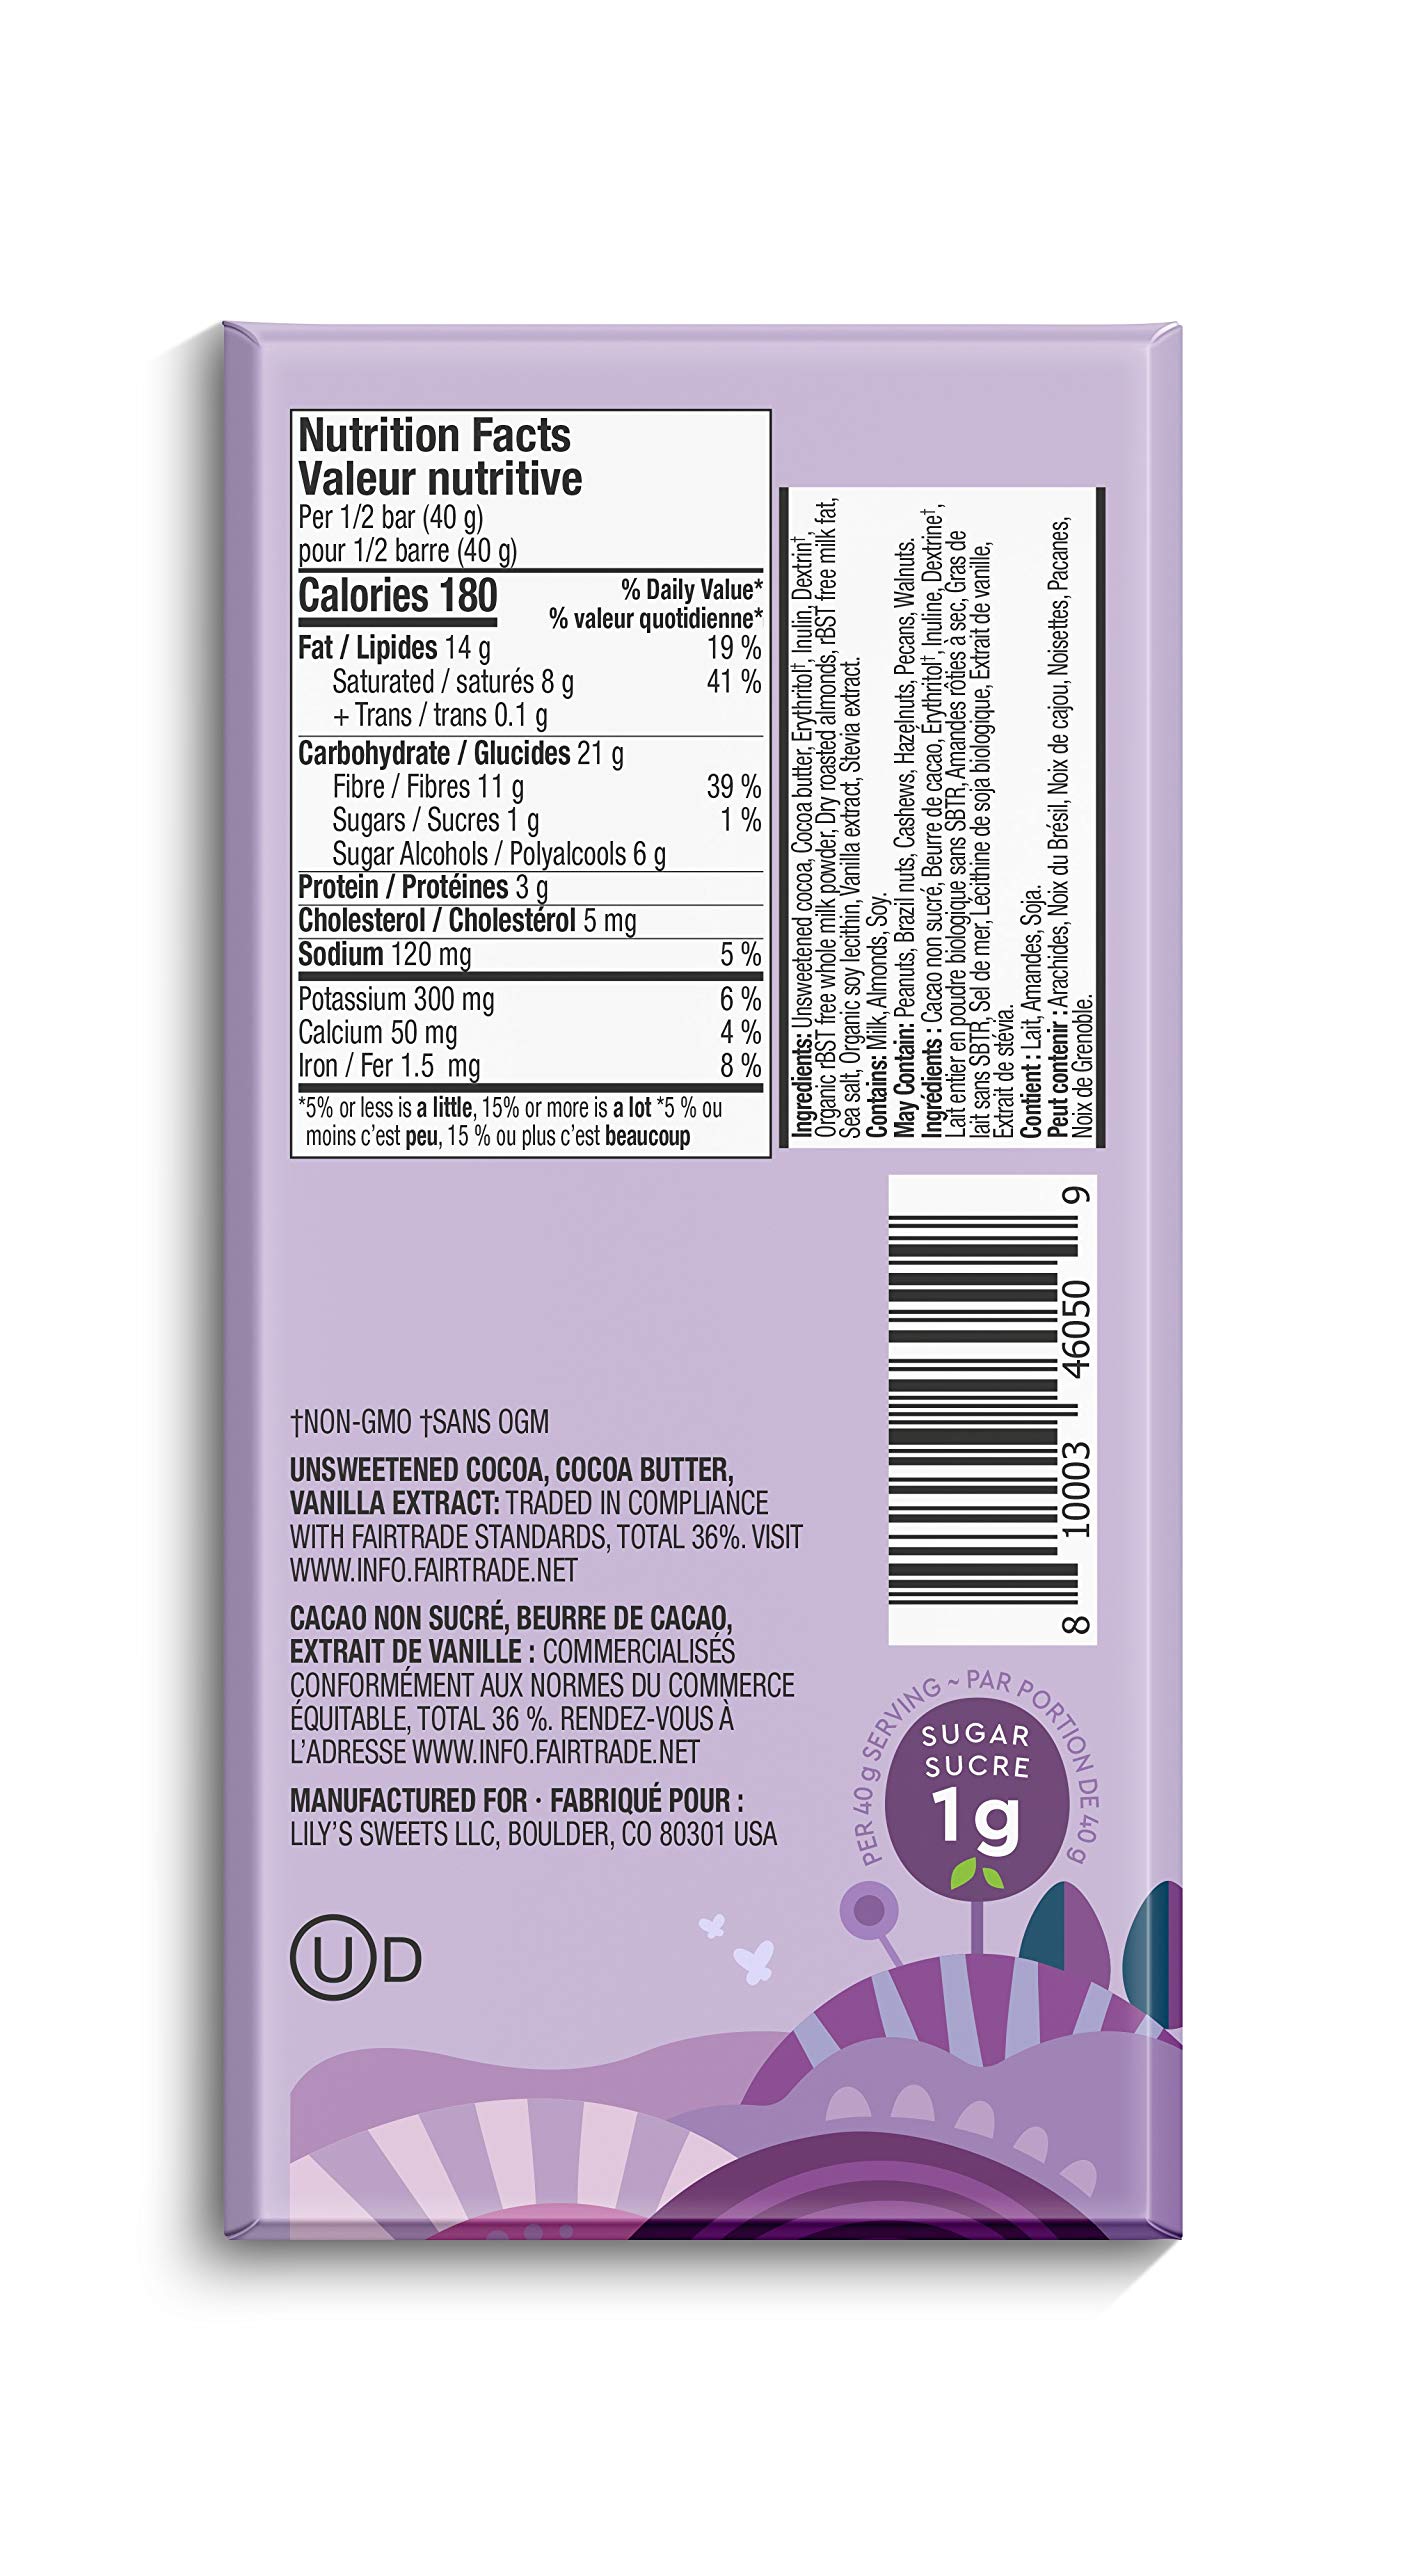 Nutrition Facts
Valeur nutritive
Per 1/2 bar (40 g)
pour 1/2 barre (40 g)
Calories 180
% Daily Value*
% valeur quotidienne*
Fat / Lipides 14 g 19 %
Saturated / saturés 8 g 41 %
+ Trans / trans 0.1 g
Carbohydrate / Glucides 21 g
Fibre / Fibres 11 g 39 %
Sugars / Sucres 1 g 1 %
Sugar Alcohols / Polyalcools 6 g
Protein / Protéines 3 g
Cholesterol / Cholestérol 5 mg
Sodium 120 mg 5 %
Potassium 300 mg 6 %
Calcium 50 mg 4 %
Iron / Fer 1.5 mg 8 %
*5% or less is a little, 15% or more is a lot *5 % ou
moins c'est peu, 15 % ou plus c'est beaucoup
Ingredients: Unsweetened cocoa, Cocoa butter, Erythritol†, Inulin, Dextrin†,
Organic rBST free whole milk powder, Dry roasted almonds, rBST free milk fat,
Sea salt, Organic soy lecithin, Vanilla extract, Stevia extract.
Contains: Milk, Almonds, Soy.
May Contain: Peanuts, Brazil nuts, Cashews, Hazelnuts, Pecans, Walnuts.
Ingrédients : Cacao non sucré, Beurre de cacao, Érythritol†, Inuline, Dextrine†,
Lait entier en poudre biologique sans SBTR, Amandes rôties à sec, Gras de
lait sans SBTR, Sel de mer, Lecithine de soja biologique, Extrait de vanille,
Extrait de stévia.
Contient : Lait, Amandes, Soja.
Peut contenir : Arachides, Noix du Brésil, Noix de cajou, Noisettes, Pacanes,
Noix de Grenoble.
8 10003 46050 9
†NON-GMO †SANS OGM
UNSWEETENED COCOA, COCOA BUTTER,
VANILLA EXTRACT: TRADED IN COMPLIANCE
WITH FAIRTRADE STANDARDS, TOTAL 36%. VISIT
WWW.INFO.FAIRTRADE.NET
CACAO NON SUCRÉ, BEURRE DE CACAO,
EXTRAIT DE VANILLE : COMMERCIALISÉS
CONFORMÉMENT AUX NORMES DU COMMERCE
ÉQUITABLE, TOTAL 36 %. RENDEZ-VOUS À
L'ADRESSE WWW.INFO.FAIRTRADE.NET
MANUFACTURED FOR · FABRIQUÉ POUR :
LILY'S SWEETS LLC, BOULDER, CO 80301 USA
PER 40 g SERVING ~ PAR PORTION DE 40 g
SUGAR
SUCRE
1g
U D